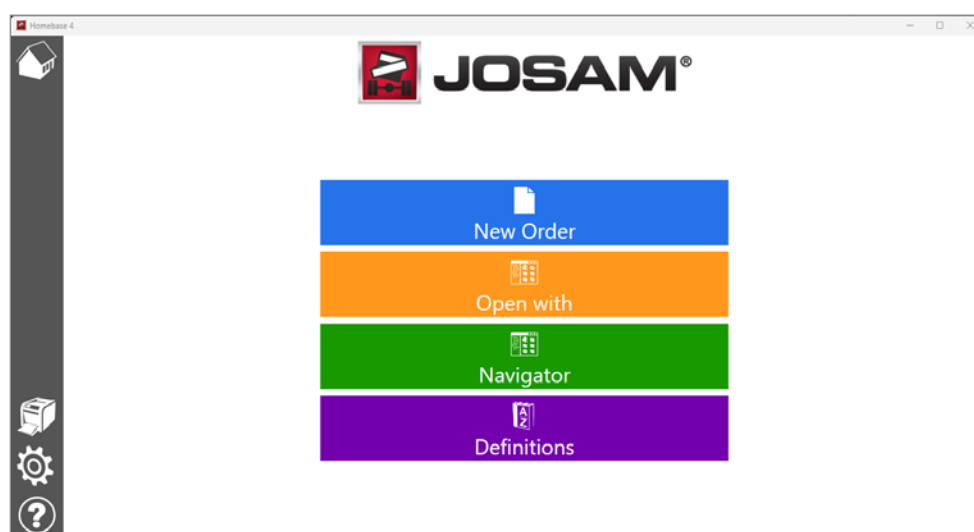 Homebase 4
JOSAM®
New Order
Open with
Navigator
A
Z
Definitions
?